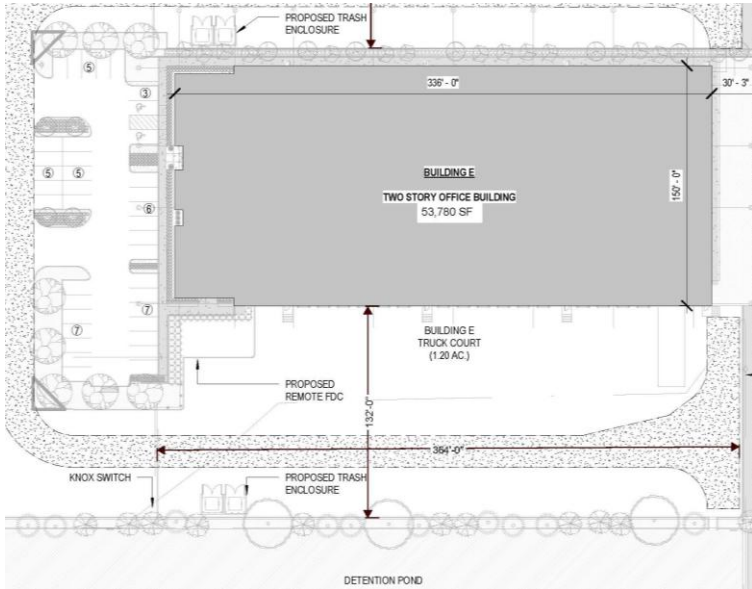 PROPOSED TRASH
ENCLOSURE
⑤
③
336' - 0"
30' - 3"
BUILDING E
⑤ ⑤
TWO STORY OFFICE BUILDING
150' - 0"
53,780 SF
⑥
⑦
⑦
BUILDING E
TRUCK COURT
(1.20 AC.)
PROPOSED
REMOTE FDC
132'-0"
354'-0"
KNOX SWITCH
PROPOSED TRASH
ENCLOSURE
DETENTION POND